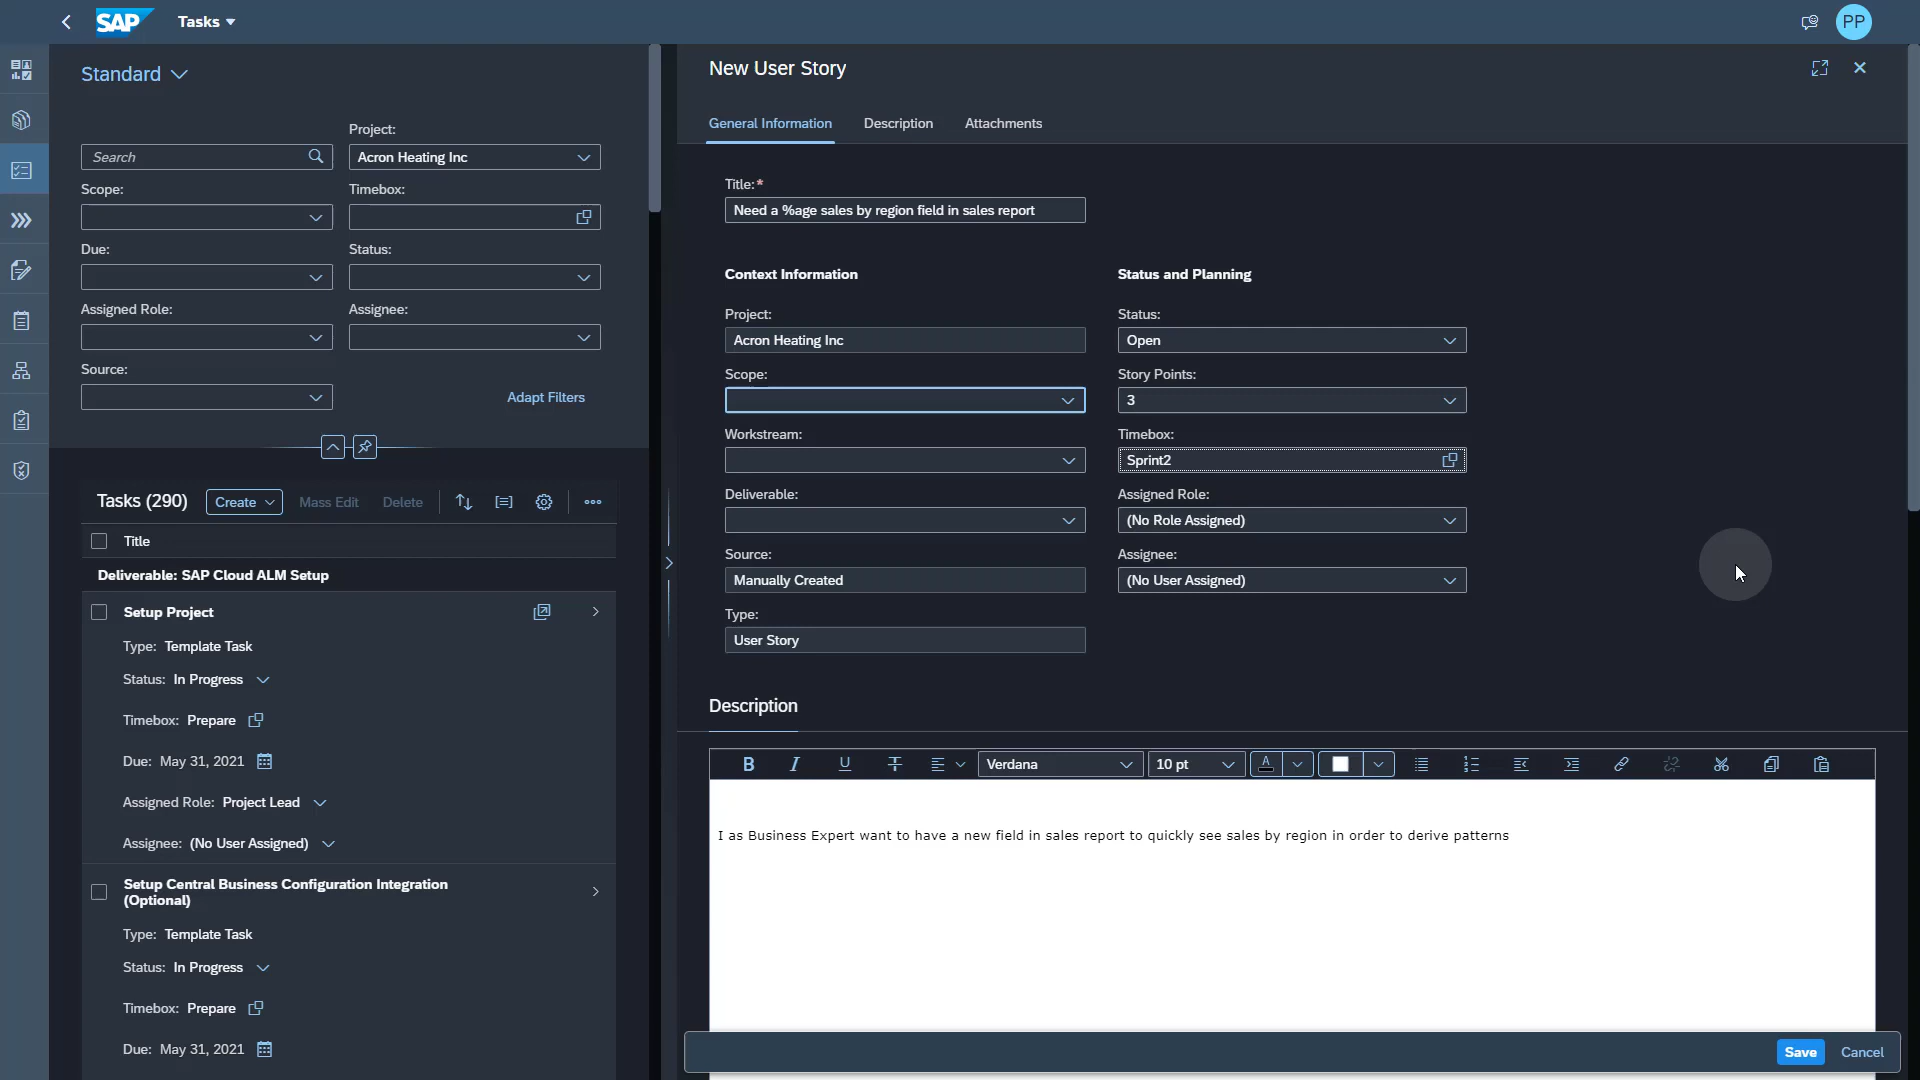 SAP
Tasks
PP
Standard
Project:
Search
Acron Heating Inc
Scope:
Timebox:
Due:
Status:
Assigned Role:
Assignee:
Source:
Adapt Filters
Tasks (290)
Create
Mass Edit
Delete
Title
Deliverable: SAP Cloud ALM Setup
Setup Project
Type: Template Task
Status: In Progress
Timebox: Prepare
Due: May 31, 2021
Assigned Role: Project Lead
Assignee: (No User Assigned)
Setup Central Business Configuration Integration
(Optional)
Type: Template Task
Status: In Progress
Timebox: Prepare
Due: May 31, 2021
New User Story
General Information
Description
Attachments
Title:*
Need a %age sales by region field in sales report
Context Information
Project:
Acron Heating Inc
Scope:
Workstream:
Deliverable:
Source:
Manually Created
Type:
User Story
Status and Planning
Status:
Open
Story Points:
3
Timebox:
Sprint2
Assigned Role:
(No Role Assigned)
Assignee:
(No User Assigned)
Description
B I U T Verdana 10 pt A
I as Business Expert want to have a new field in sales report to quickly see sales by region in order to derive patterns
Save
Cancel